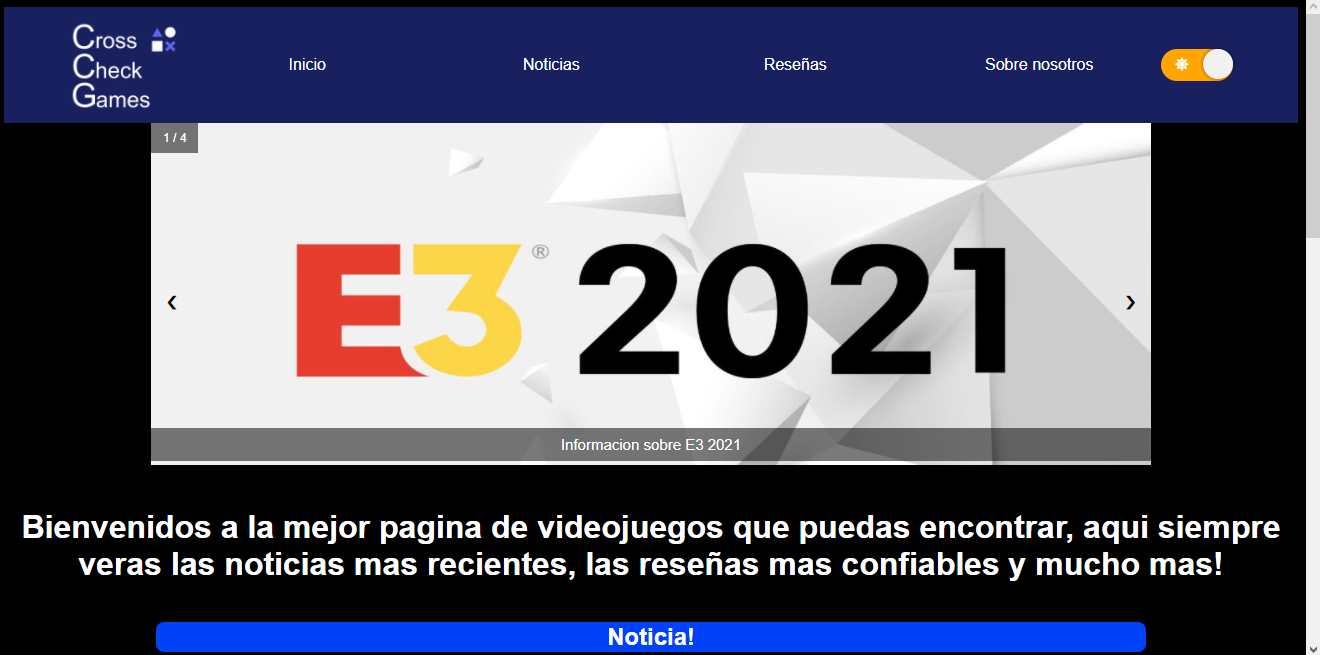 Cross
Check
Games
Inicio
Noticias
Reseñas
Sobre nosotros
1 / 4
E3® 2021
❮
❯
Informacion sobre E3 2021
Bienvenidos a la mejor pagina de videojuegos que puedas encontrar, aqui siempre
veras las noticias mas recientes, las reseñas mas confiables y mucho mas!
Noticia!